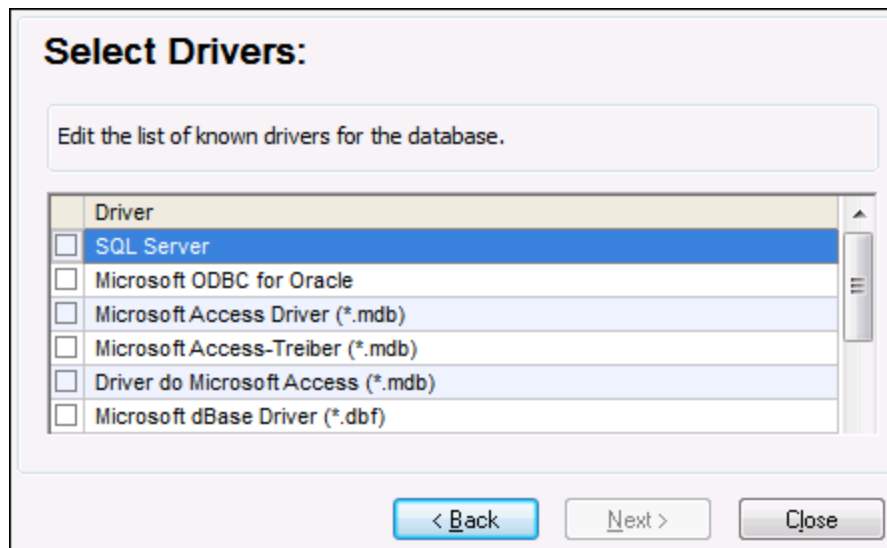 Select Drivers:
Edit the list of known drivers for the database.
Driver
SQL Server
Microsoft ODBC for Oracle
Microsoft Access Driver (*.mdb)
Microsoft Access-Treiber (*.mdb)
Driver do Microsoft Access (*.mdb)
Microsoft dBase Driver (*.dbf)
< Back Next > Close